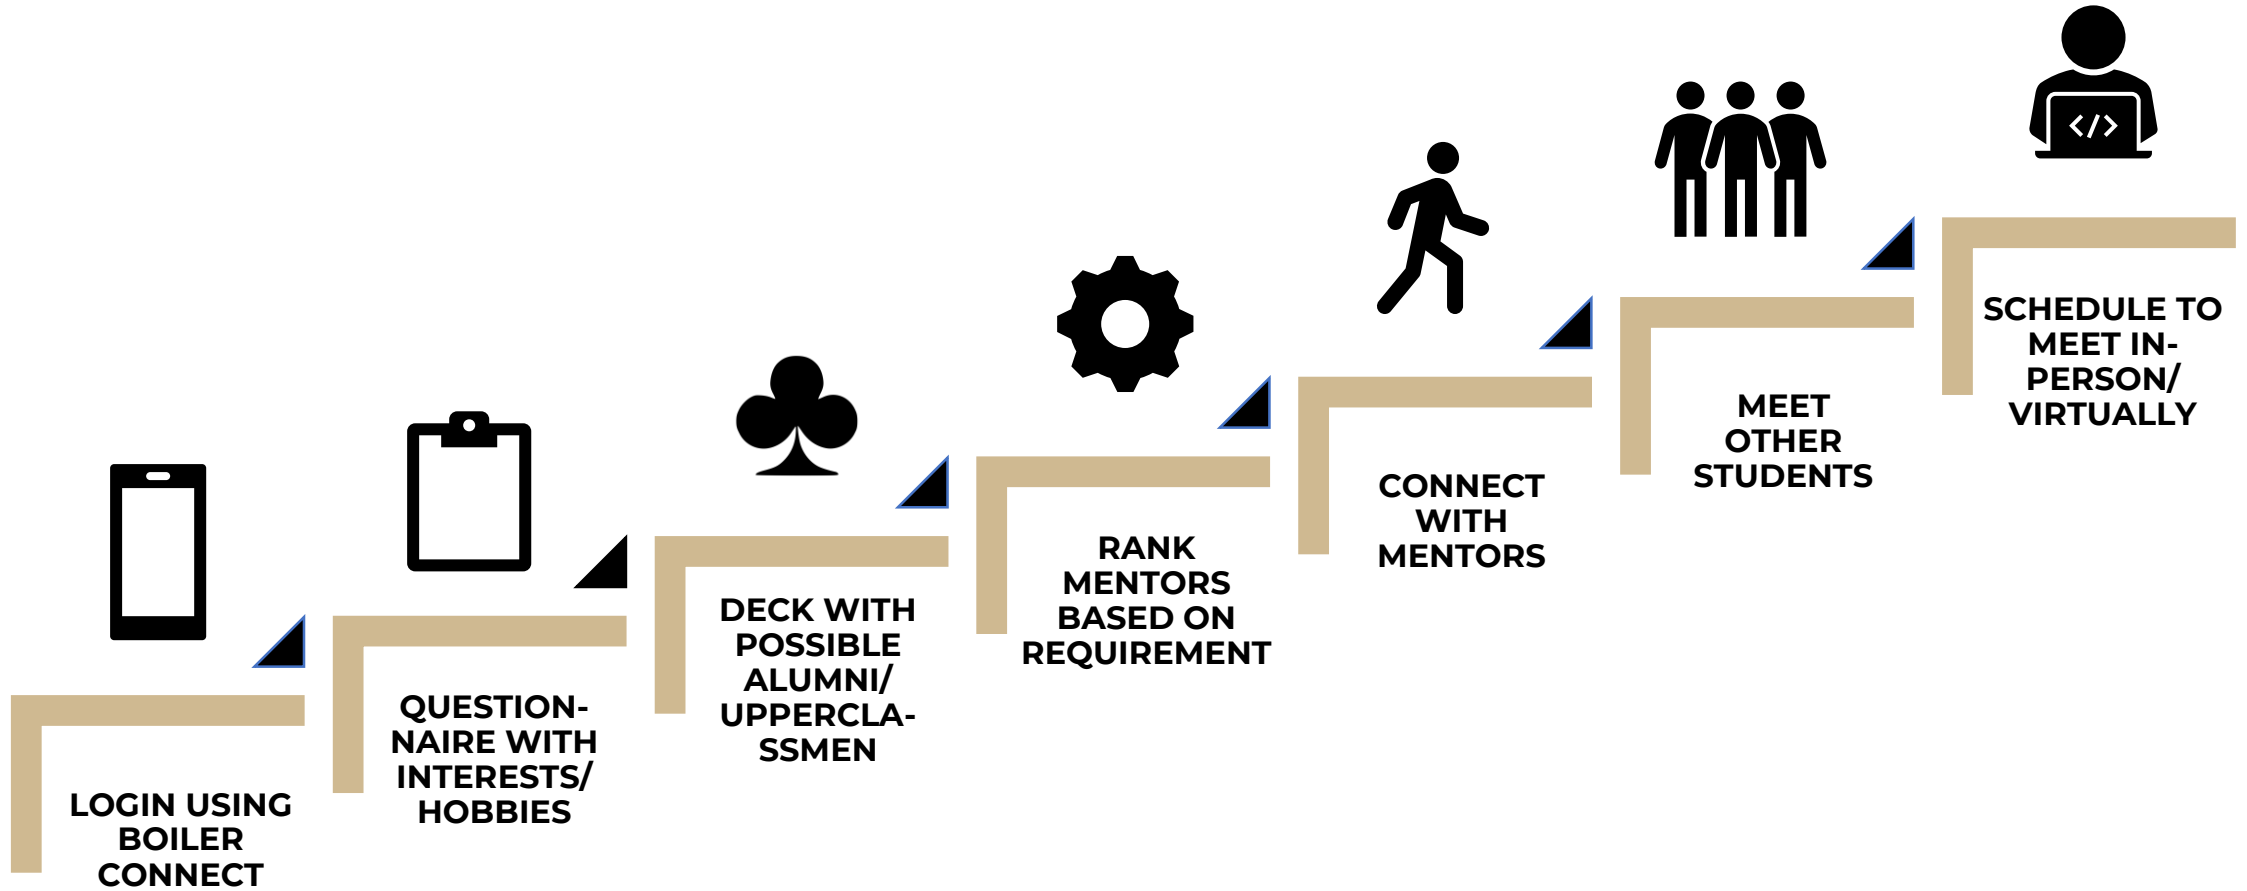 LOGIN USING
BOILER
CONNECT
QUESTION-
NAIRE WITH
INTERESTS/
HOBBIES
DECK WITH
POSSIBLE
ALUMNI/
UPPERCLA-
SSMEN
RANK
MENTORS
BASED ON
REQUIREMENT
CONNECT
WITH
MENTORS
MEET
OTHER
STUDENTS
SCHEDULE TO
MEET IN-
PERSON/
VIRTUALLY
</>